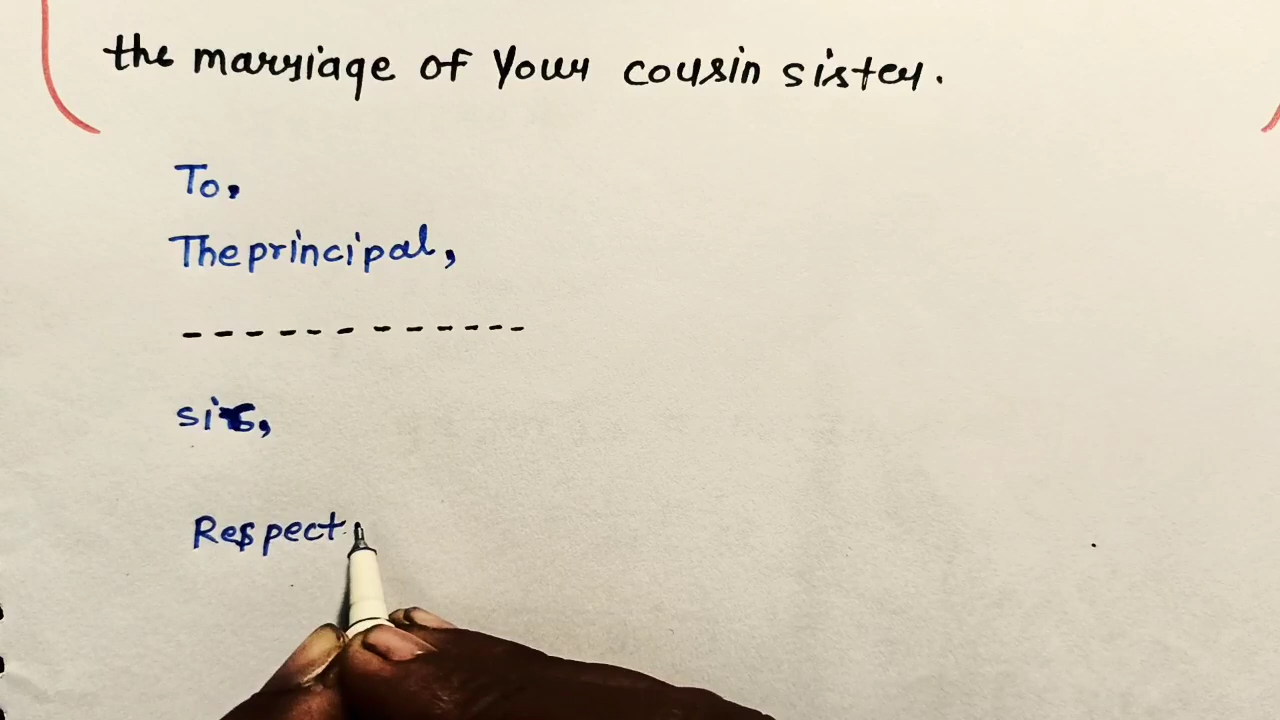 the marriage of Your cousin sister.
To,
The principal,
------------
sir,
Respect